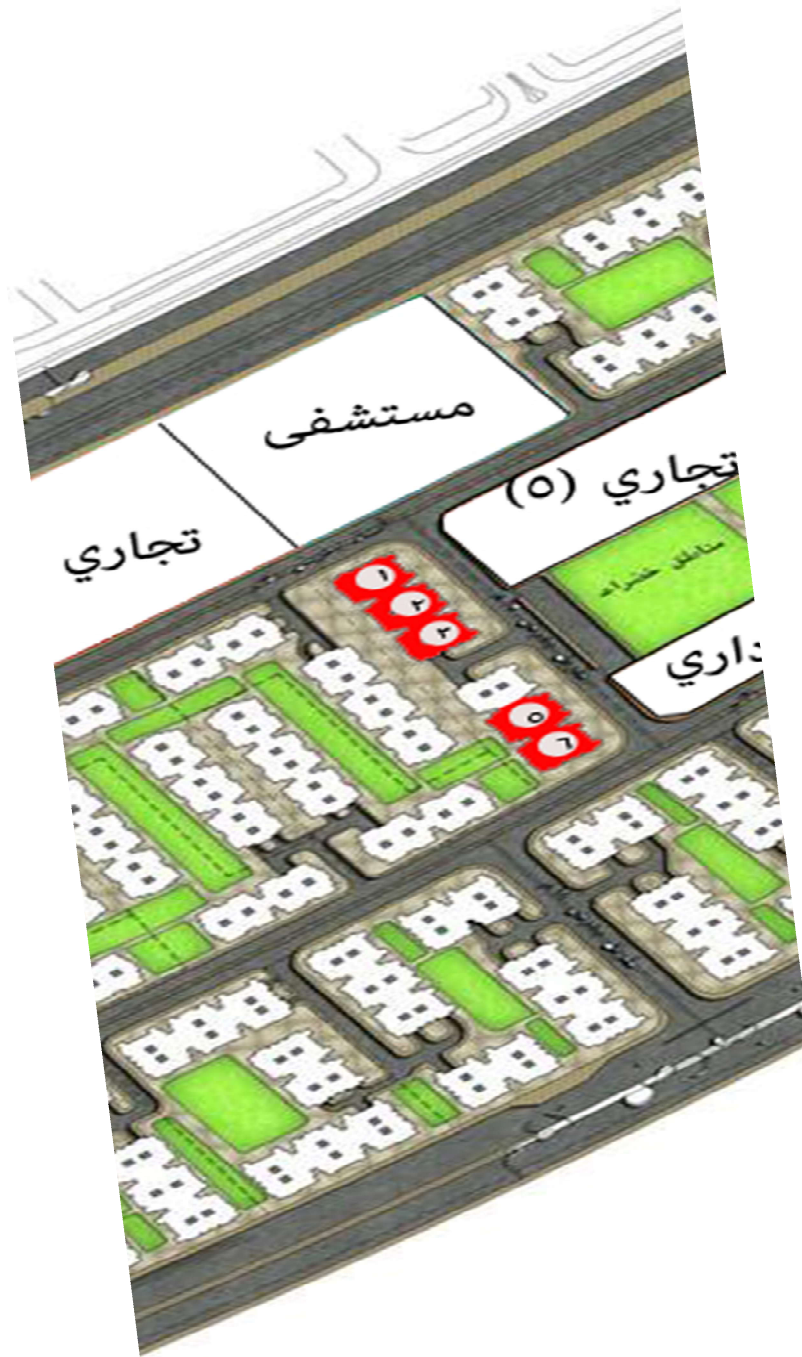 مستشفى
تجاري (٥)
تجاري
مناطق خضراء
داري
١
٢
٣
٥
٦